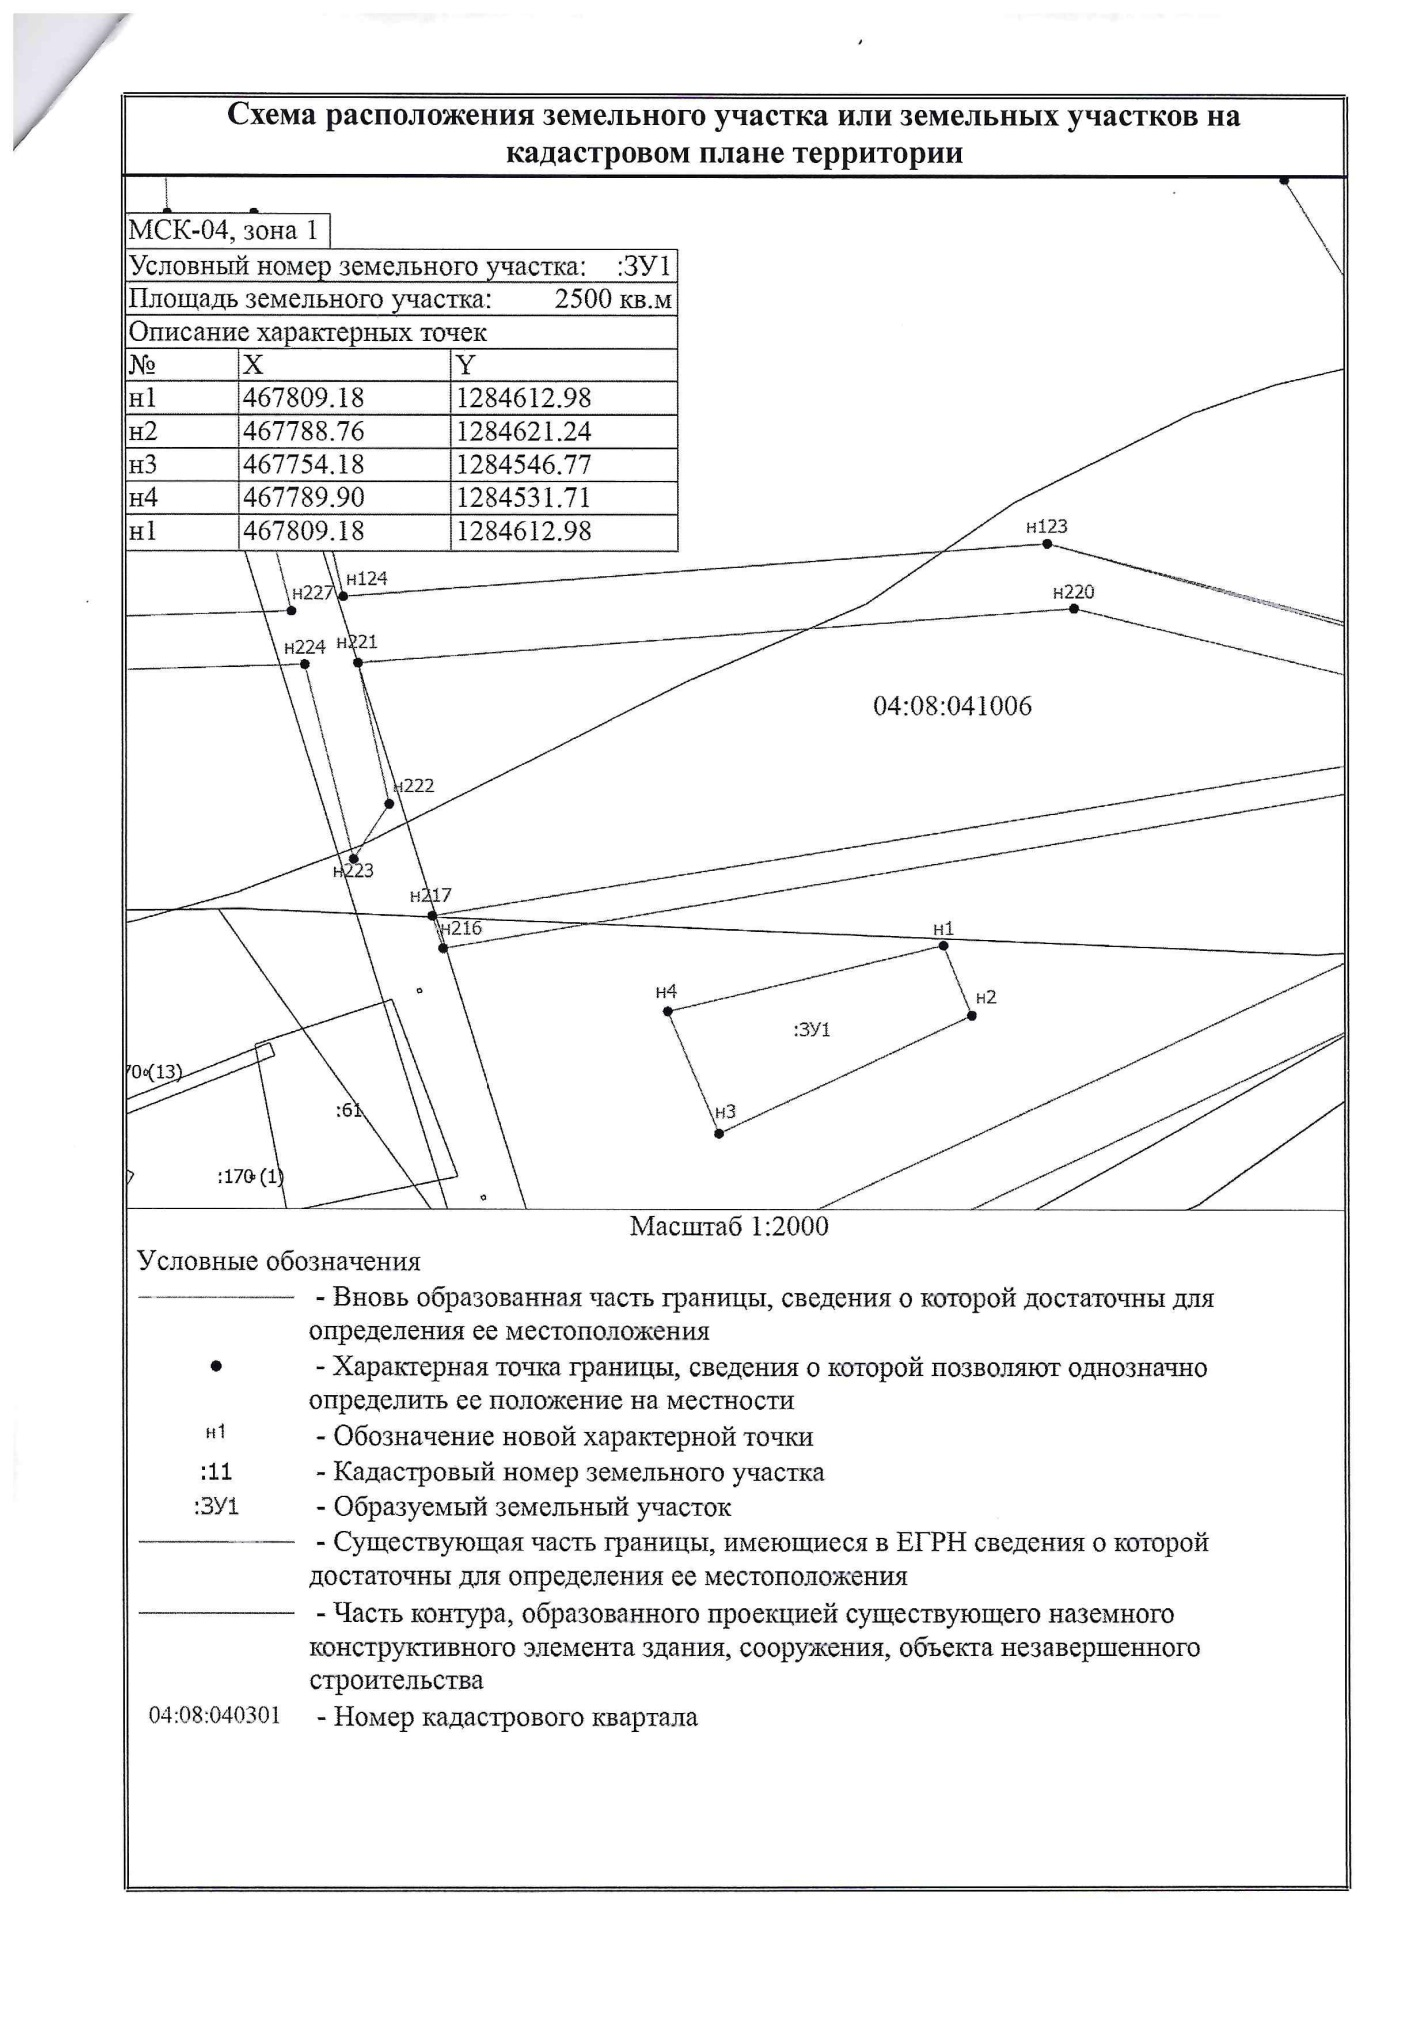 Схема расположения земельного участка или земельных участков на
кадастровом плане территории
МСК-04, зона 1
Условный номер земельного участка: :ЗУ1
Площадь земельного участка: 2500 кв.м
Описание характерных точек
№ X Y
н1 467809.18 1284612.98
н2 467788.76 1284621.24
н3 467754.18 1284546.77
н4 467789.90 1284531.71
н1 467809.18 1284612.98
н123
н124
н227
н220
н221
н224
04:08:041006
н222
н223
н217
н216
н1
н4
н2
:ЗУ1
70(13)
:61
н3
:170 (1)
Масштаб 1:2000
Условные обозначения
- Вновь образованная часть границы, сведения о которой достаточны для
определения ее местоположения
- Характерная точка границы, сведения о которой позволяют однозначно
определить ее положение на местности
н1 - Обозначение новой характерной точки
:11 - Кадастровый номер земельного участка
:ЗУ1 - Образуемый земельный участок
- Существующая часть границы, имеющиеся в ЕГРН сведения о которой
достаточны для определения ее местоположения
- Часть контура, образованного проекцией существующего наземного
конструктивного элемента здания, сооружения, объекта незавершенного
строительства
04:08:040301 - Номер кадастрового квартала